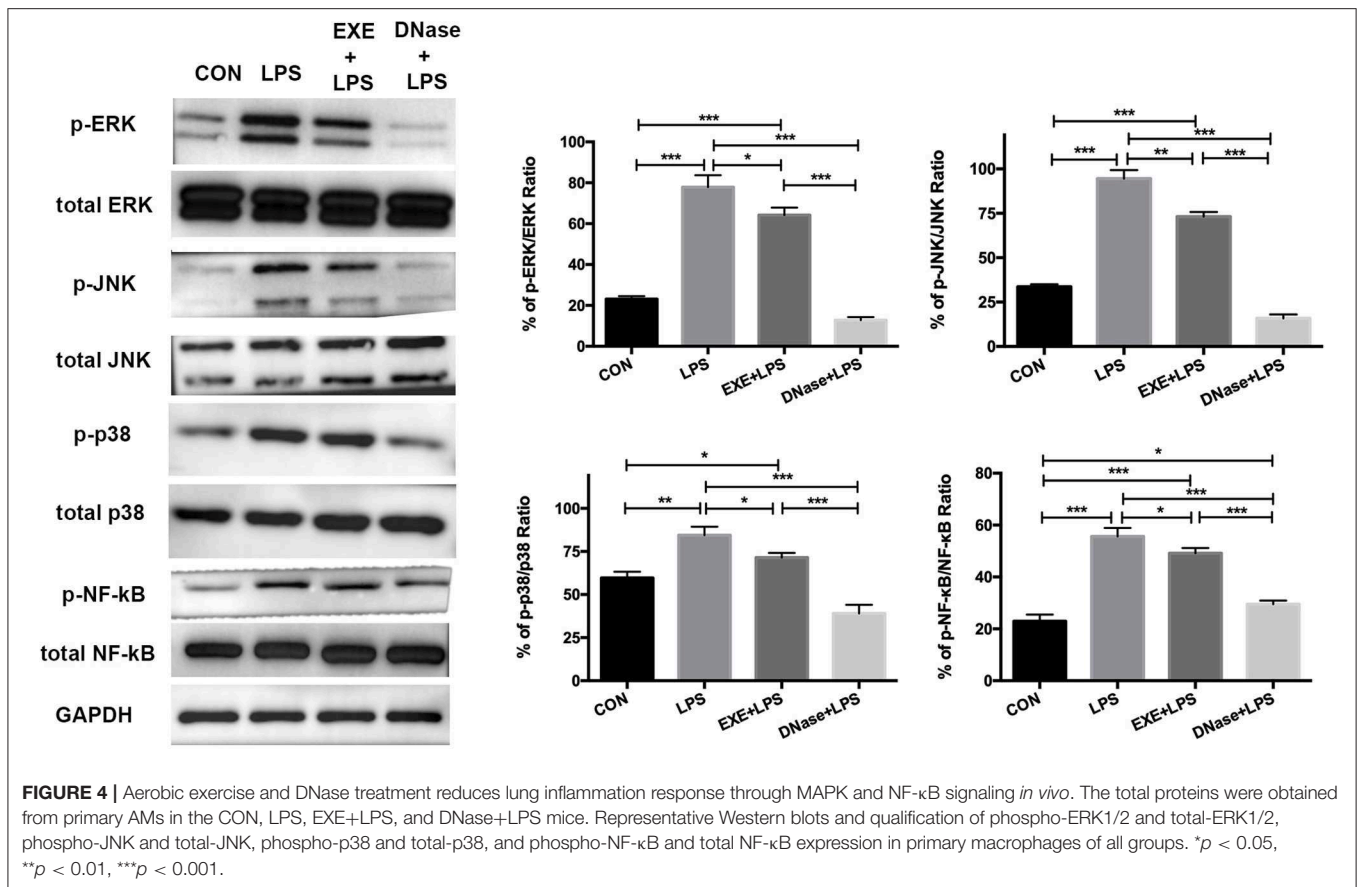 EXE DNase
+ +
CON LPS LPS LPS
p-ERK
total ERK
p-JNK
total JNK
p-p38
total p38
p-NF-kB
total NF-kB
GAPDH
% of p-ERK/ERK Ratio
100
80
60
40
20
0
***
***
*** * ***
CON LPS EXE+LPS DNase+LPS
% of p-JNK/JNK Ratio
100
75
50
25
0
***
***
*** ** ***
CON LPS EXE+LPS DNase+LPS
% of p-p38/p38 Ratio
100
75
50
25
0
*
***
** * ***
CON LPS EXE+LPS DNase+LPS
% of p-NF-κB/NF-κB Ratio
80
60
40
20
0
*
***
***
*** * ***
CON LPS EXE+LPS DNase+LPS
FIGURE 4 | Aerobic exercise and DNase treatment reduces lung inflammation response through MAPK and NF-κB signaling in vivo. The total proteins were obtained
from primary AMs in the CON, LPS, EXE+LPS, and DNase+LPS mice. Representative Western blots and qualification of phospho-ERK1/2 and total-ERK1/2,
phospho-JNK and total-JNK, phospho-p38 and total-p38, and phospho-NF-κB and total NF-κB expression in primary macrophages of all groups. *p < 0.05,
**p < 0.01, ***p < 0.001.